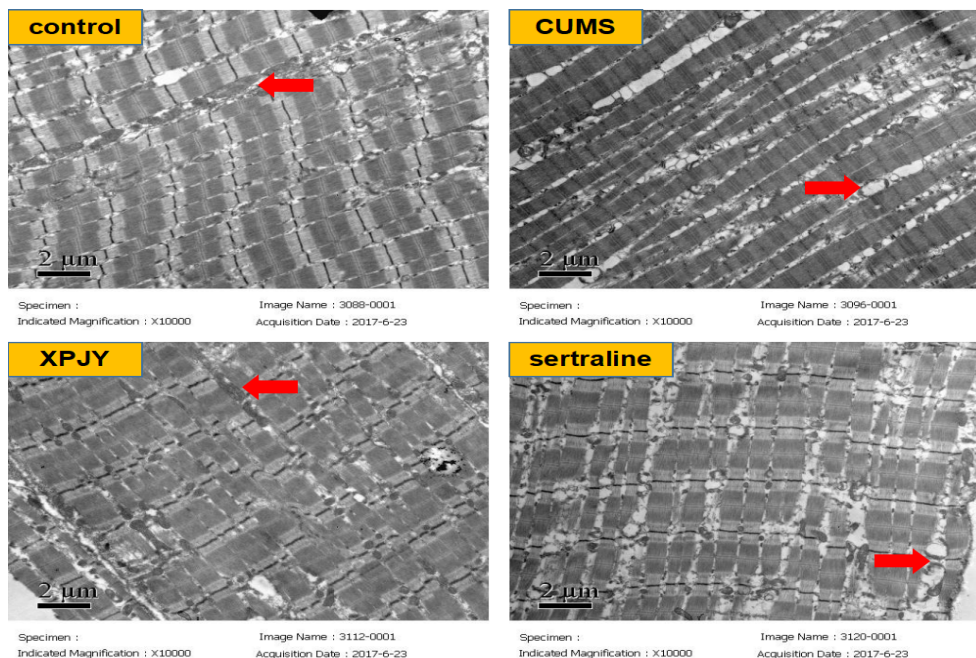 control
CUMS
2 μm
2 μm
Specimen :
Image Name : 3088-0001
Specimen :
Image Name : 3096-0001
Indicated Magnification : X10000
Acquisition Date : 2017-6-23
Indicated Magnification : X10000
Acquisition Date : 2017-6-23
XPJY
sertraline
2 μm
2 μm
Specimen :
Image Name : 3112-0001
Specimen :
Image Name : 3120-0001
Indicated Magnification : X10000
Acquisition Date : 2017-6-23
Indicated Magnification : X10000
Acquisition Date : 2017-6-23